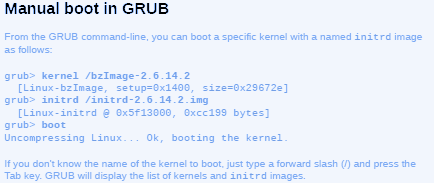 Manual boot in GRUB
From the GRUB command-line, you can boot a specific kernel with a named initrd image
as follows:
grub> kernel /bzImage-2.6.14.2
[Linux-bzImage, setup=0x1400, size=0x29672e]
grub> initrd /initrd-2.6.14.2.img
[Linux-initrd @ 0x5f13000, 0xcc199 bytes]
grub> boot
Uncompressing Linux... Ok, booting the kernel.
If you don't know the name of the kernel to boot, just type a forward slash (/) and press the
Tab key. GRUB will display the list of kernels and initrd images.